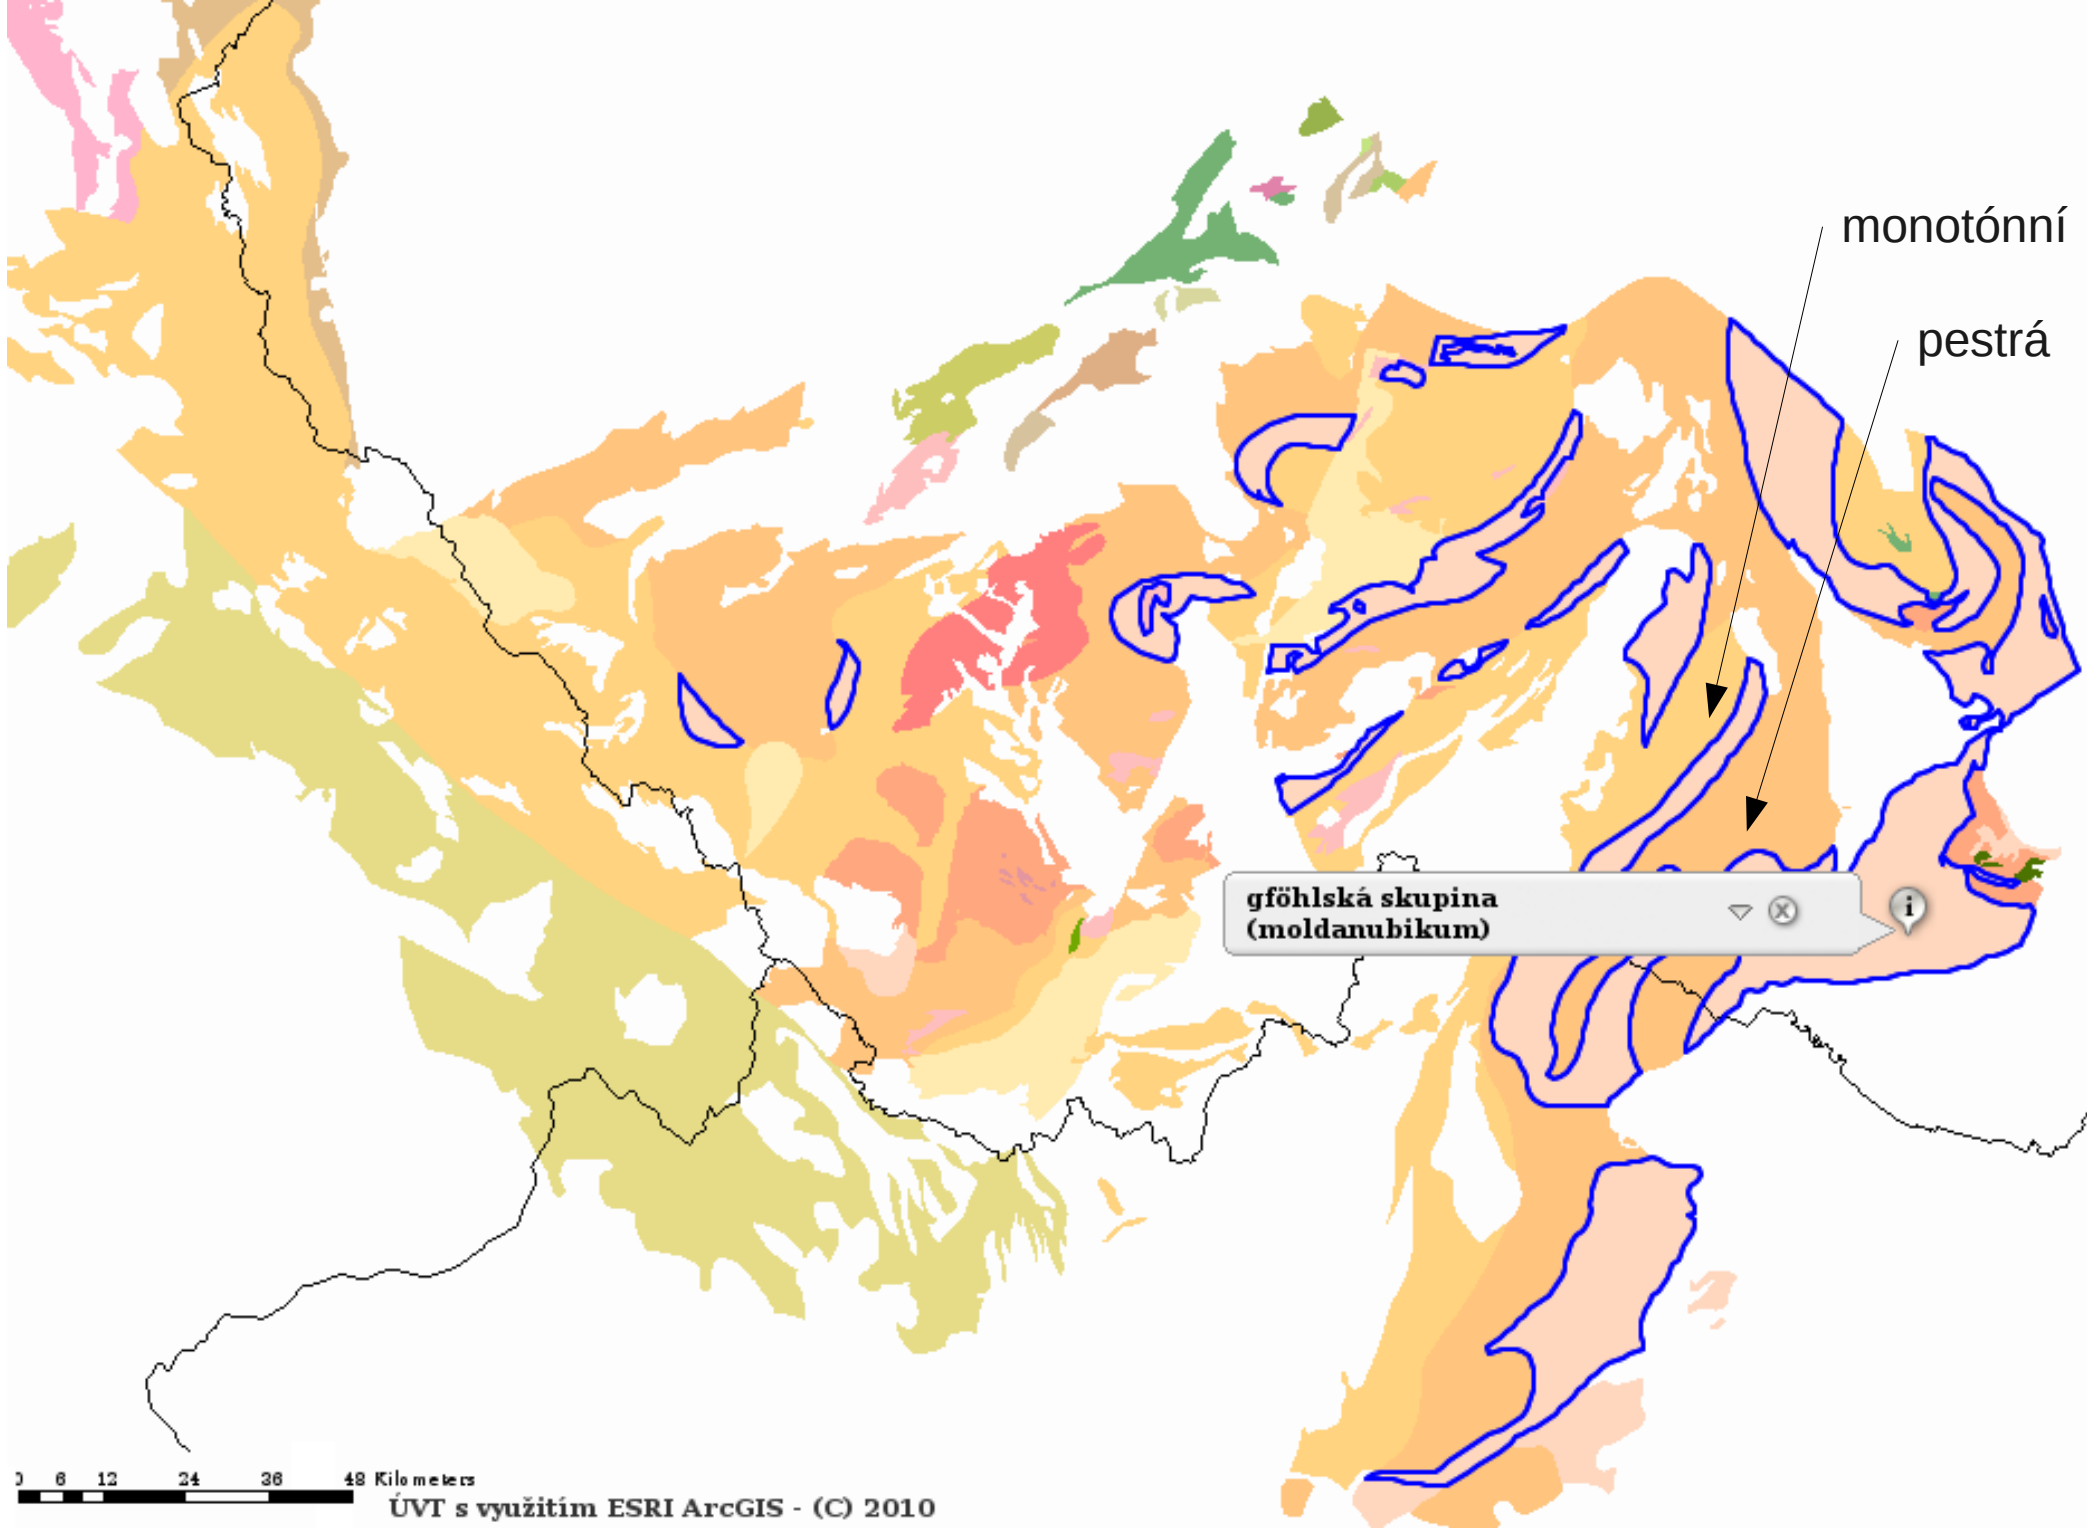 monotónní
pestrá
gföhlská skupina
(moldanubikum)
i
0 6 12 24 36 48 Kilometers
ÚVT s využitím ESRI ArcGIS - (C) 2010